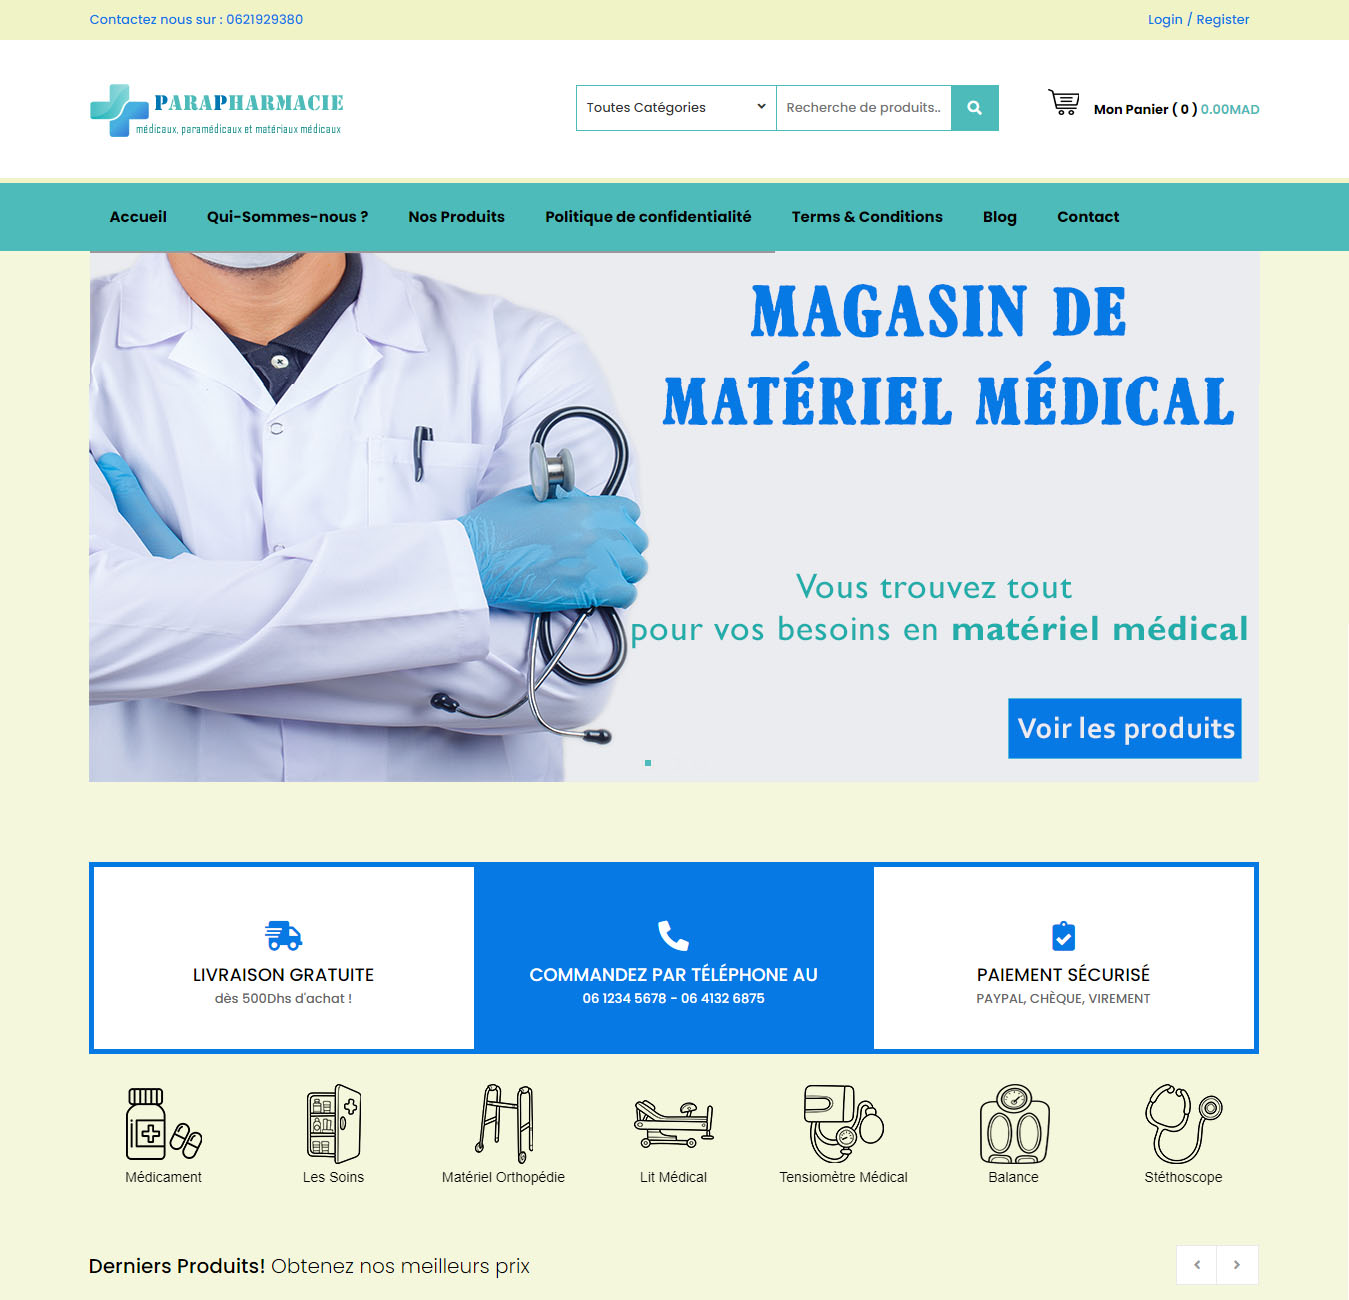 Contactez nous sur : 0621929380
Login / Register
PARAPHARMACIE
médicaux, paramédicaux et matériaux médicaux
Toutes Catégories
Recherche de produits..
Mon Panier ( 0 ) 0.00MAD
Accueil
Qui-Sommes-nous ?
Nos Produits
Politique de confidentialité
Terms & Conditions
Blog
Contact
MAGASIN DE
MATÉRIEL MÉDICAL
Vous trouvez tout
pour vos besoins en matériel médical
Voir les produits
LIVRAISON GRATUITE
dès 500Dhs d'achat !
COMMANDEZ PAR TÉLÉPHONE AU
06 1234 5678 - 06 4132 6875
PAIEMENT SÉCURISÉ
PAYPAL, CHÈQUE, VIREMENT
Médicament
Les Soins
Matériel Orthopédie
Lit Médical
Tensiomètre Médical
Balance
Stéthoscope
Derniers Produits! Obtenez nos meilleurs prix